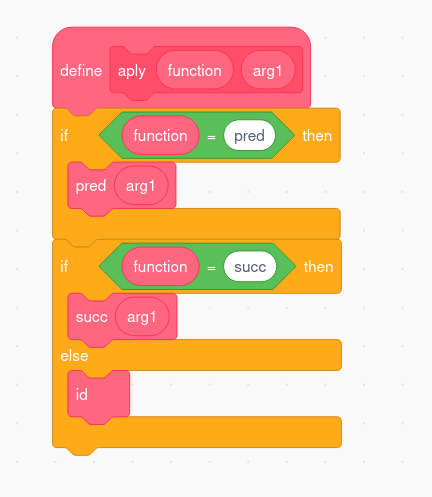 define aply function arg1
if function = pred then
pred arg1
if function = succ then
succ arg1
else
id